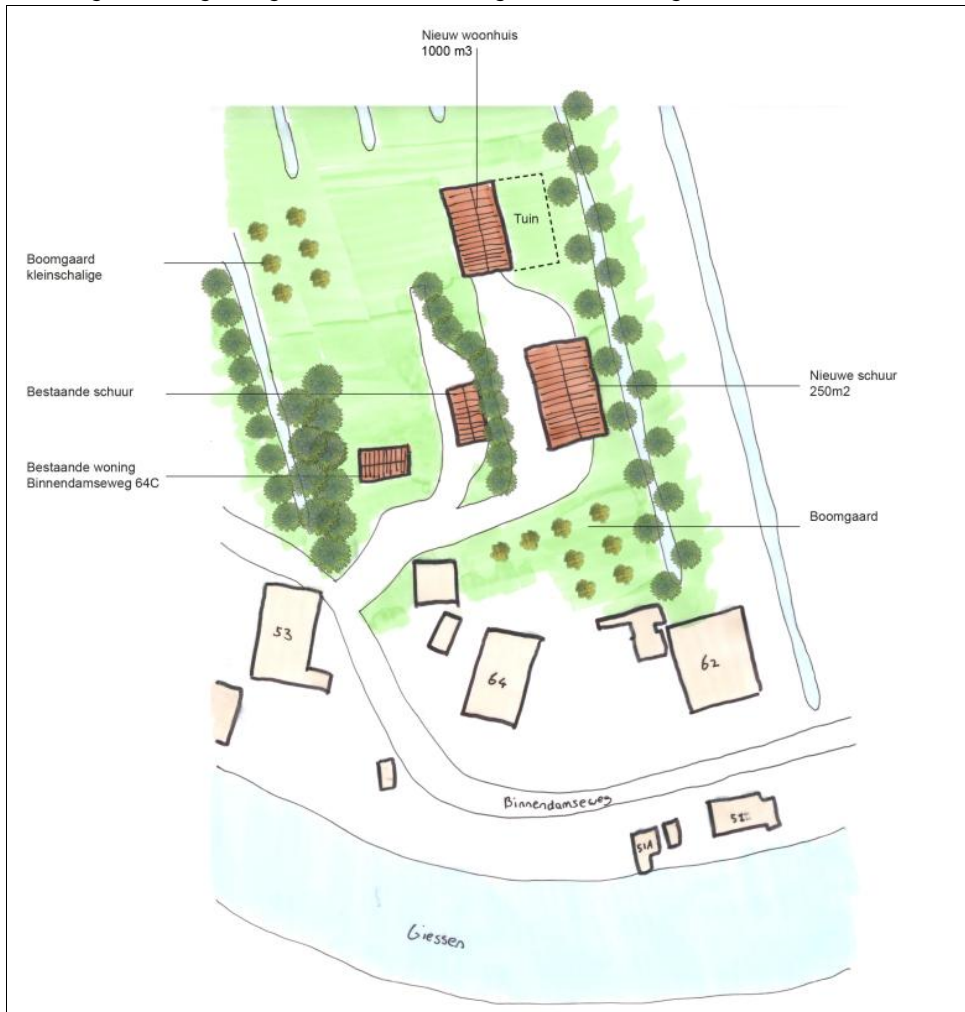 Nieuw woonhuis
1000 m3
Tuin
Boomgaard
kleinschalige
Bestaande schuur
Nieuwe schuur
250m2
Bestaande woning
Binnendamseweg 64C
Boomgaard
53
64
62
Binnendamseweg
51A
Giessen